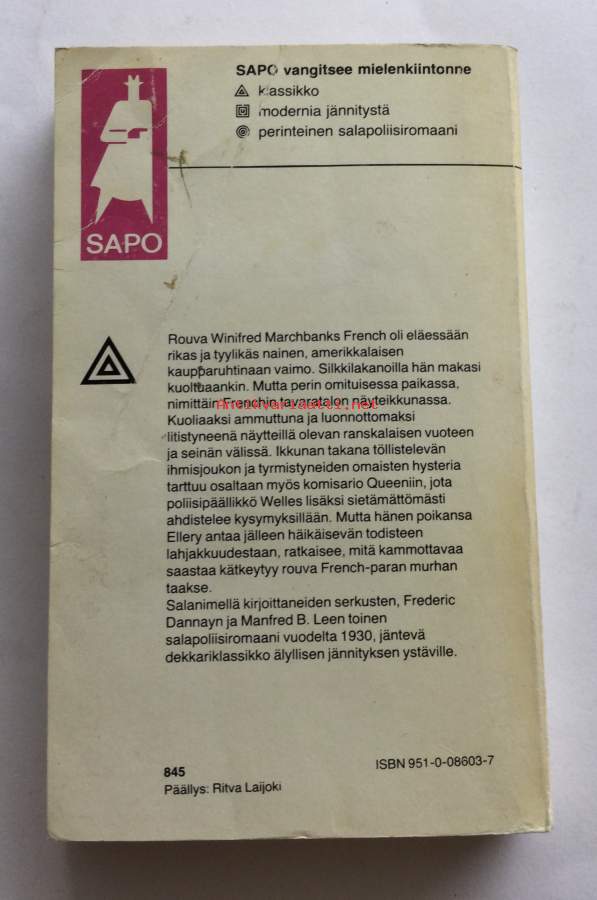 SAPO vangitsee mielenkiintonne
klassikko
modernia jännitystä
perinteinen salapoliisiromaani
SAPO
Rouva Winifred Marchbanks French oli eläessään
rikas ja tyylikäs nainen, amerikkalaisen
kauppruhtinaan vaimo. Silkkilakanoilla hän makasi
kuoltuaankin. Mutta perin omituisessa paikassa,
nimittäin Frenchin tavaratalon näyteikkunassa.
Antikvariaatti.net
Kuoliaaksi ammuttuna ja luonnottomaksi
litistyneenä näytteillä olevan ranskalaisen vuoteen
ja seinän välissä. Ikkunan takana töllistelevän
ihmisjoukon ja tyrmistyneiden omaisten hysteria
tarttuu osaltaan myös komisario Queeniin, jota
poliisipäällikkö Welles lisäksi sietämättömästi
ahdistelee kysymyksillään. Mutta hänen poikansa
Ellery antaa jälleen häikäisevän todisteen
lahjakkuudestaan, ratkaisee, mitä kammottavaa
saastaa kätkeytyy rouva French-paran murhan
taakse.
Salanimellä kirjoittaneiden serkusten, Frederic
Dannayn ja Manfred B. Leen toinen
salapoliisiromaani vuodelta 1930, jäntevä
dekkariklassikko älyllisen jännityksen ystäville.
845
ISBN 951-0-08603-7
Päällys: Ritva Laijoki